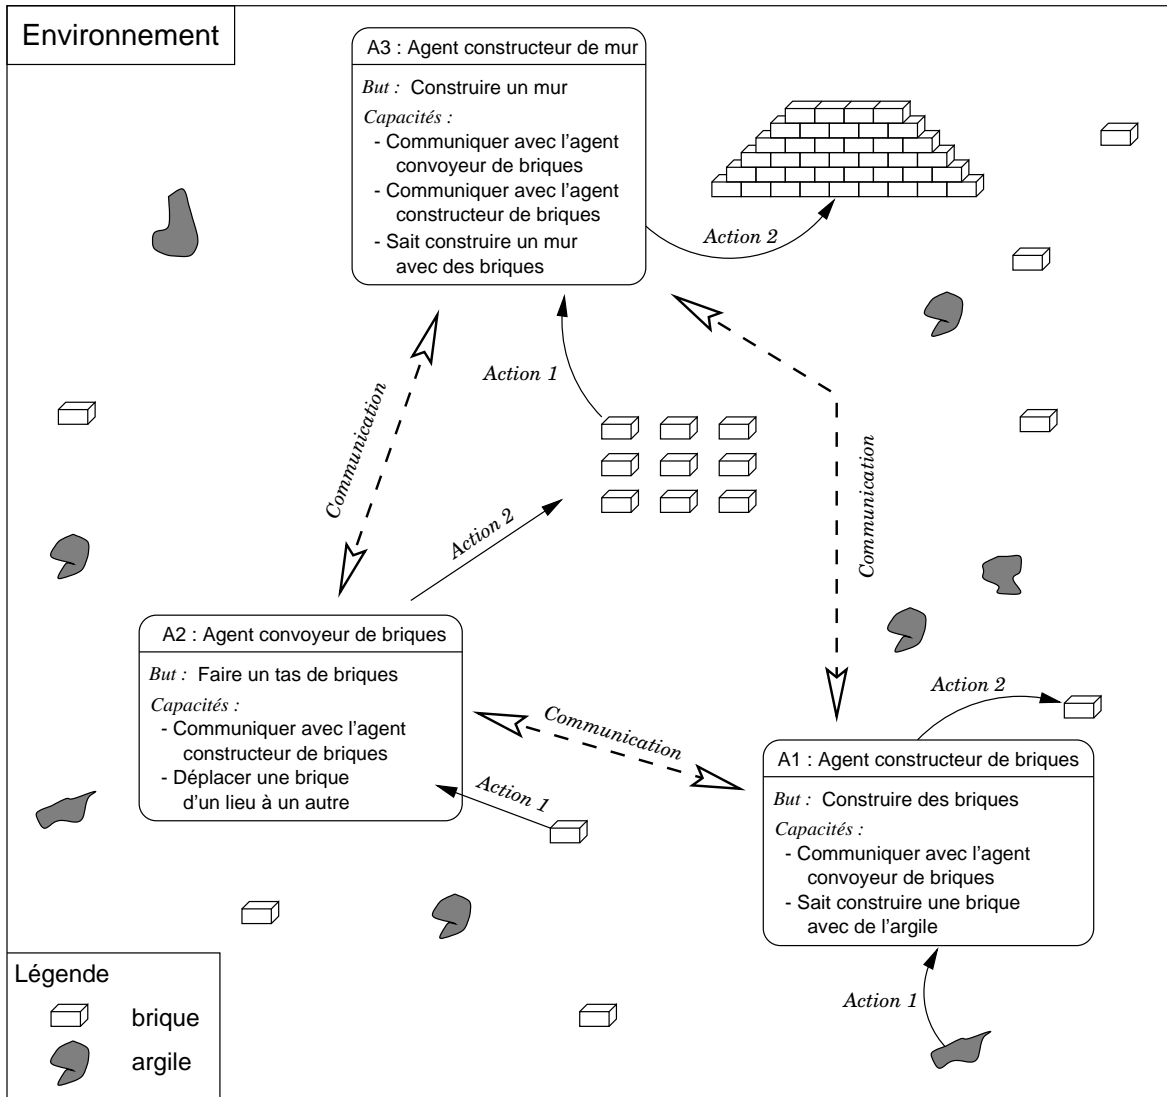 Environnement
A3 : Agent constructeur de mur
But : Construire un mur
Capacités :
- Communiquer avec l'agent
convoyeur de briques
- Communiquer avec l'agent
constructeur de briques
- Sait construire un mur
avec des briques
Action 2
Action 1
Communication
Communication
Action 2
A2 : Agent convoyeur de briques
But : Faire un tas de briques
Capacités :
- Communiquer avec l'agent
constructeur de briques
- Déplacer une brique
d'un lieu à un autre
Action 1
Communication
Action 2
A1 : Agent constructeur de briques
But : Construire des briques
Capacités :
- Communiquer avec l'agent
convoyeur de briques
- Sait construire une brique
avec de l'argile
Action 1
Légende
brique
argile